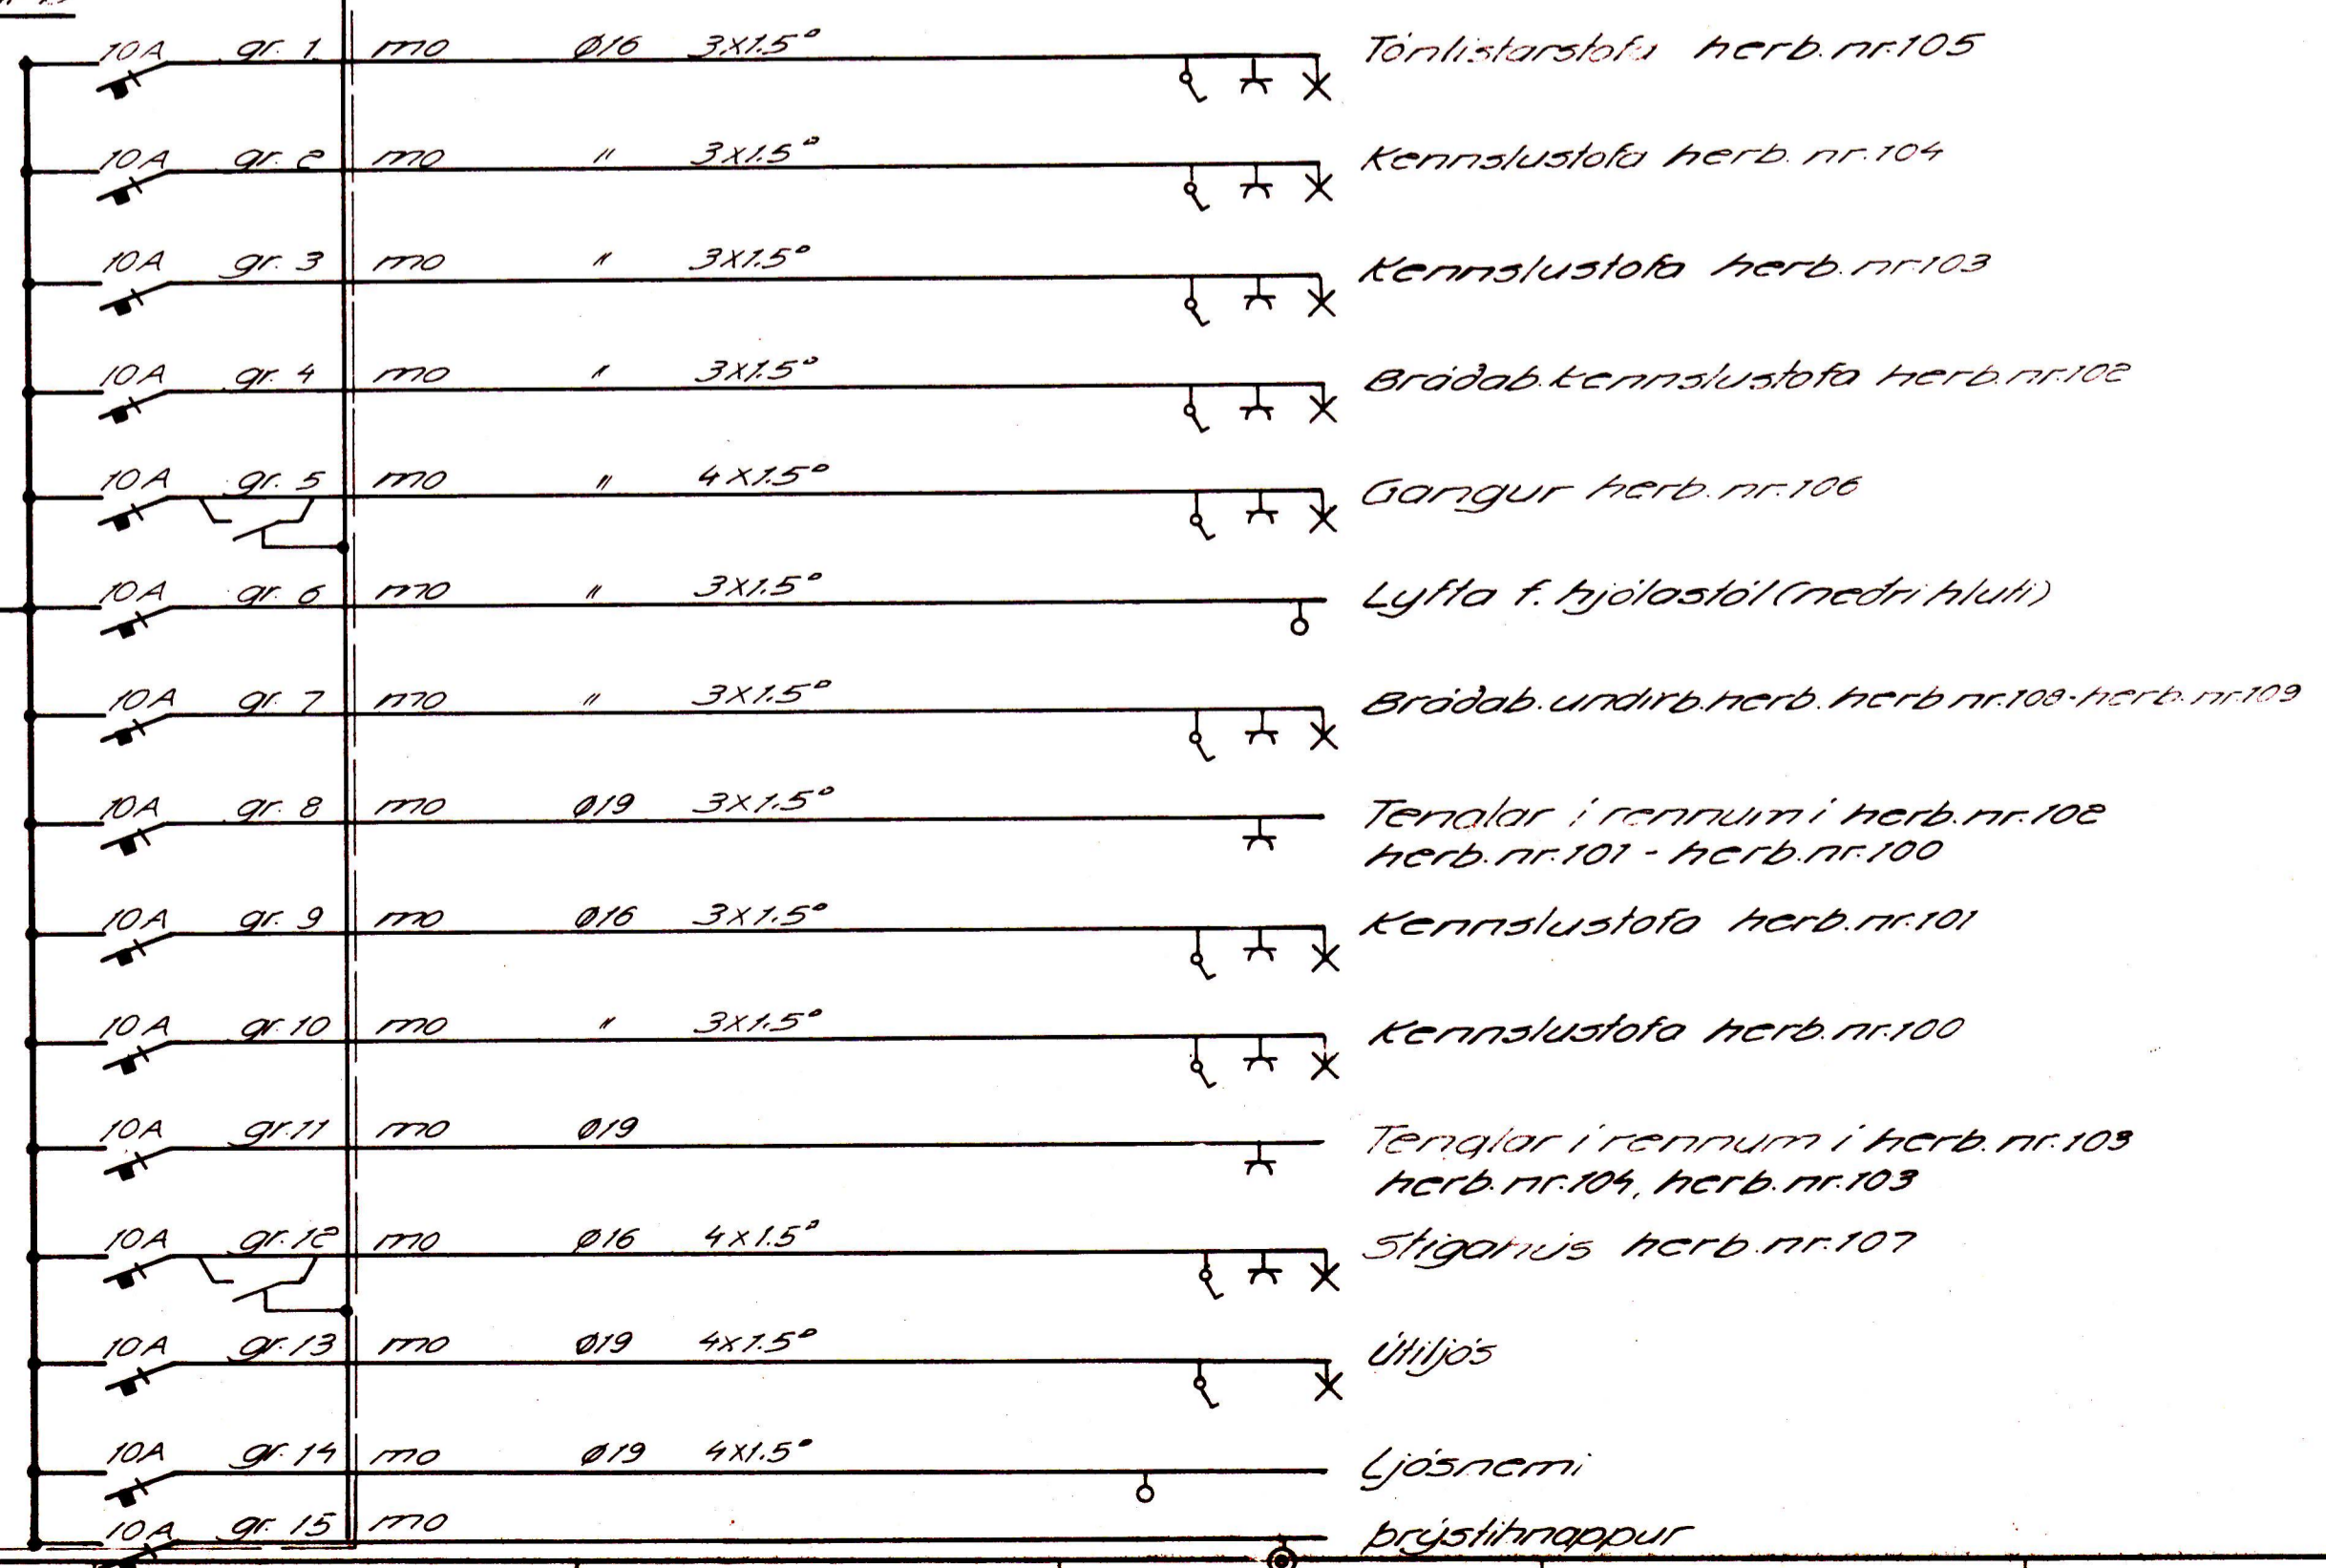 10A gr. 1 mo ø16 3x1.5□ Tónlistarstofa herb. nr. 105
10A gr. 2 mo " 3x1.5□ Kennslustofa herb. nr. 104
10A gr. 3 mo " 3x1.5□ Kennslustofa herb. nr. 103
10A gr. 4 mo " 3x1.5□ Bráðab. kennslustofa herb. nr. 102
10A gr. 5 mo " 4x1.5□ Gangur herb. nr. 106
10A gr. 6 mo " 3x1.5□ Lyfta f. hjólastól (neðri hluti)
10A gr. 7 mo " 3x1.5□ Bráðab. undirb. herb. herb nr. 108 - herb. nr. 109
10A gr. 8 mo ø19 3x1.5□ Tenglar í rennum í herb. nr. 102
herb. nr. 101 - herb. nr. 100
10A gr. 9 mo ø16 3x1.5□ Kennslustofa herb. nr. 101
10A gr. 10 mo " 3x1.5□ Kennslustofa herb. nr. 100
10A gr. 11 mo ø19 Tenglar í rennum í herb. nr. 103
herb. nr. 104, herb. nr. 103
10A gr. 12 mo ø16 4x1.5□ Stigahús herb. nr. 107
10A gr. 13 mo ø19 4x1.5□ Útiljós
10A gr. 14 mo ø19 4x1.5□ Ljósnemi
10A gr. 15 mo þrýstihnappur